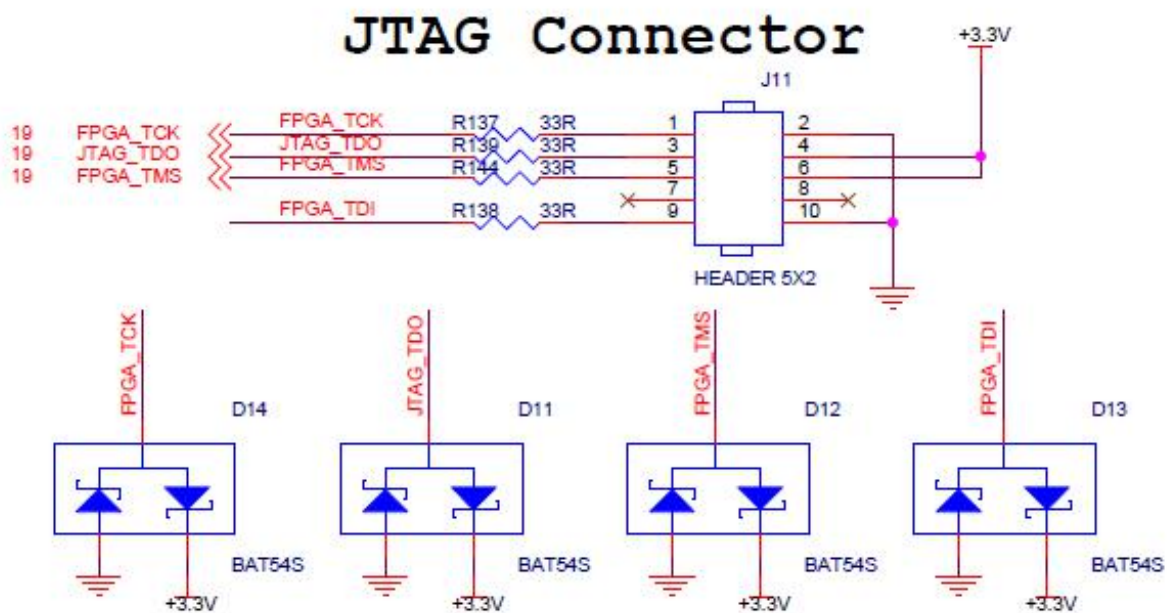 JTAG Connector
+3.3V
J11
19 FPGA_TCK FPGA_TCK R137 33R 1 2
19 JTAG_TDO JTAG_TDO R139 33R 3 4
19 FPGA_TMS FPGA_TMS R144 33R 5 6
7 8
FPGA_TDI R138 33R 9 10
HEADER 5X2
FPGA_TCK JTAG_TDO FPGA_TMS FPGA_TDI
D14 D11 D12 D13
BAT54S BAT54S BAT54S BAT54S
+3.3V +3.3V +3.3V +3.3V